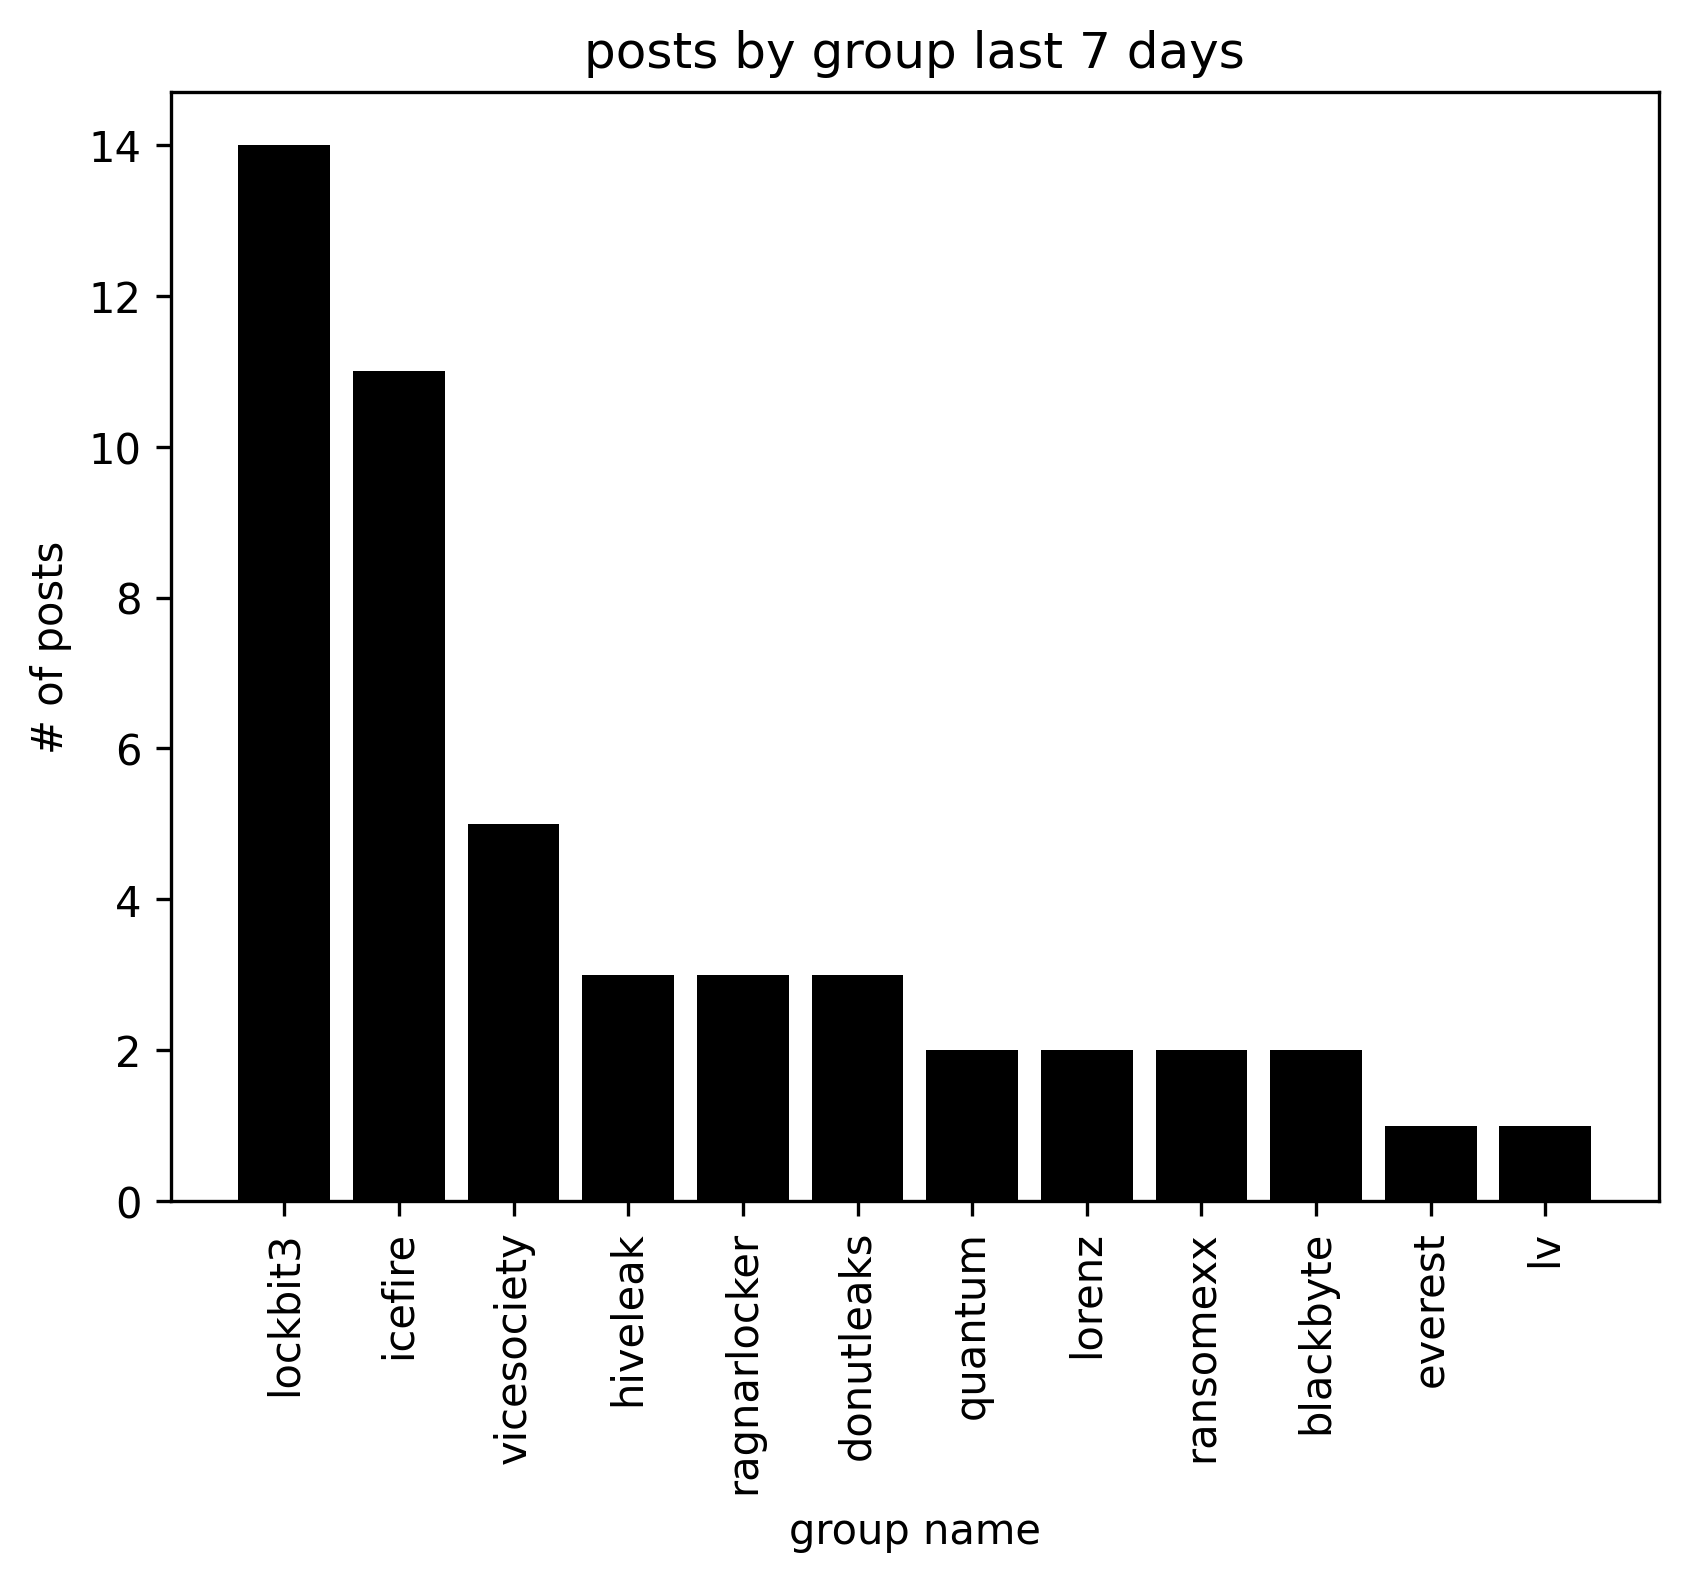 posts by group last 7 days
14
12
10
8
6
4
2
0
# of posts
lockbit3
icefire
vicesociety
hiveleak
ragnarlocker
donutleaks
quantum
lorenz
ransomexx
blackbyte
everest
lv
group name